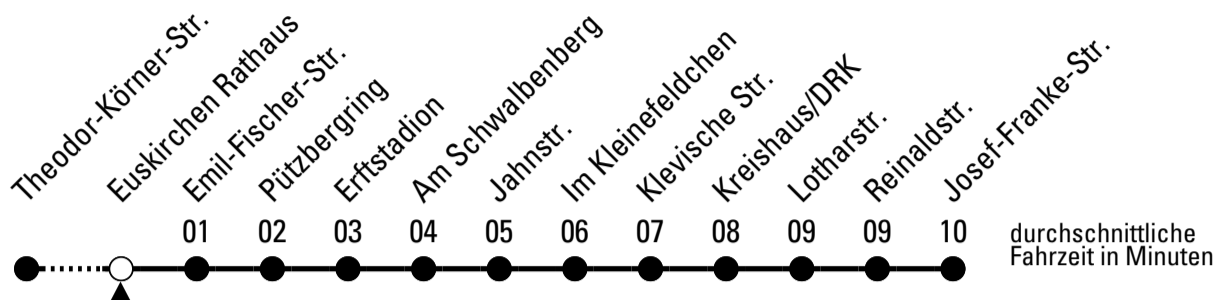 Theodor-Körner-Str.
Euskirchen Rathaus
Emil-Fischer-Str.
Pützbergring
Erftstadion
Am Schwalbenberg
Jahnstr.
Im Kleinefeldchen
Klevische Str.
Kreishaus/DRK
Lotharstr.
Reinaldstr.
Josef-Franke-Str.
01 02 03 04 05 06 07 08 09 09 10
durchschnittliche
Fahrzeit in Minuten